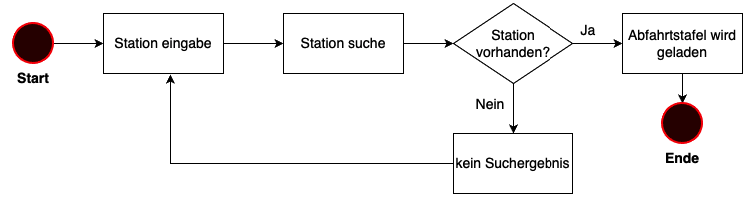 Start
Station eingabe
Station suche
Station
vorhanden?
Ja
Abfahrtstafel wird
geladen
Nein
kein Suchergebnis
Ende